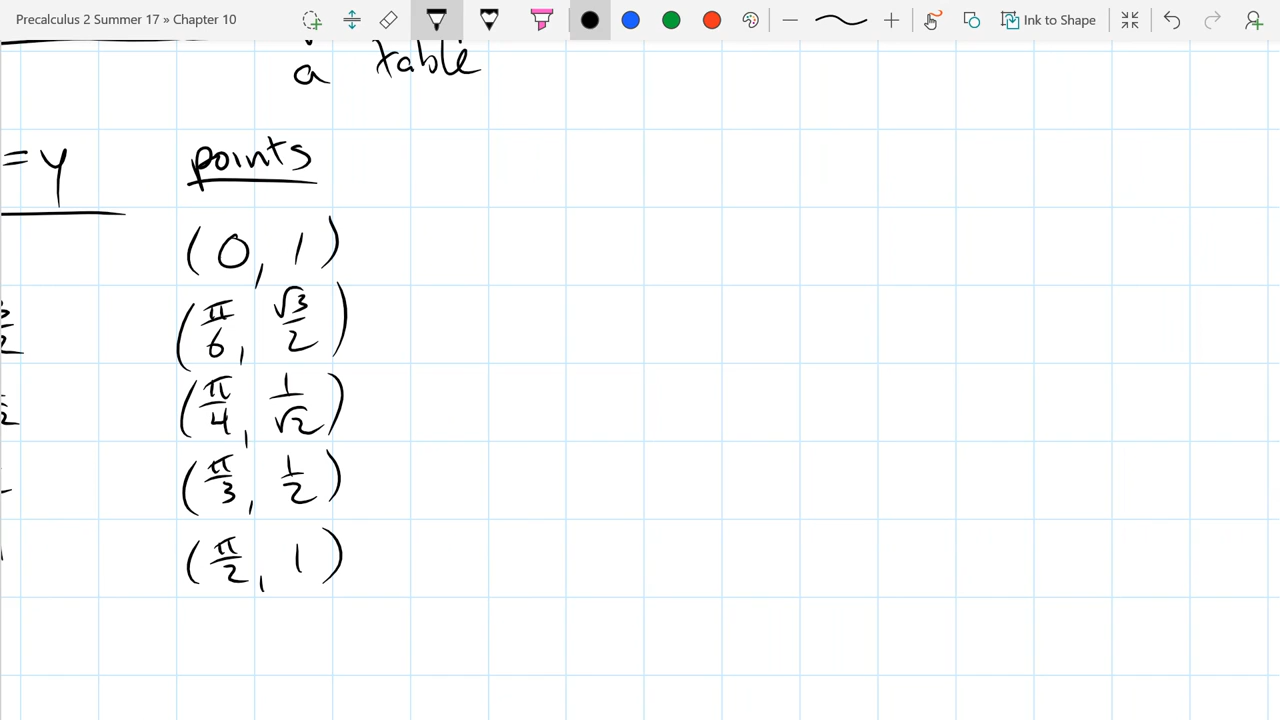 Precalculus 2 Summer 17 » Chapter 10
Ink to Shape
a table
= y points
(0, 1)
(π/6, √3/2)
(π/4, 1/√2)
(π/3, 1/2)
(π/2, 1)